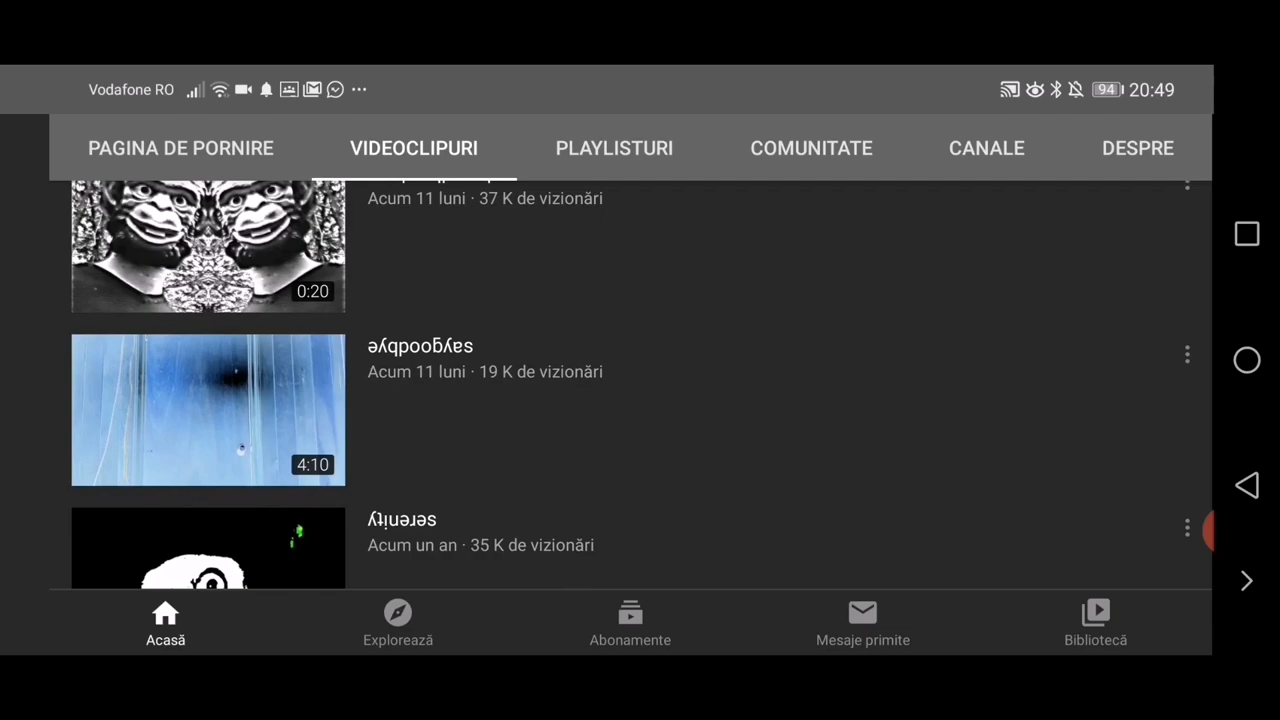 Vodafone RO
94
20:49
PAGINA DE PORNIRE
VIDEOCLIPURI
PLAYLISTURI
COMUNITATE
CANALE
DESPRE
Acum 11 luni · 37 K de vizionări
0:20
ǝʎqpooƃʎɐs
Acum 11 luni · 19 K de vizionări
4:10
ʎʇᴉuǝɹǝs
Acum un an · 35 K de vizionări
Acasă
Explorează
Abonamente
Mesaje primite
Bibliotecă